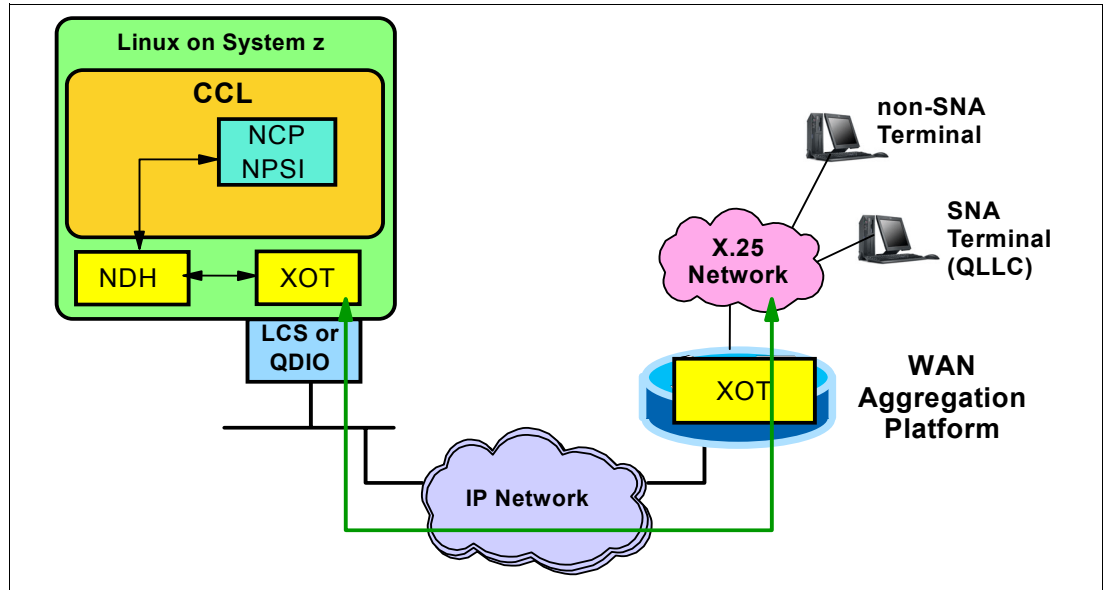 Linux on System z
CCL
NCP
NPSI
NDH
XOT
LCS or
QDIO
non-SNA
Terminal
SNA
Terminal
(QLLC)
X.25
Network
XOT
WAN
Aggregation
Platform
IP Network